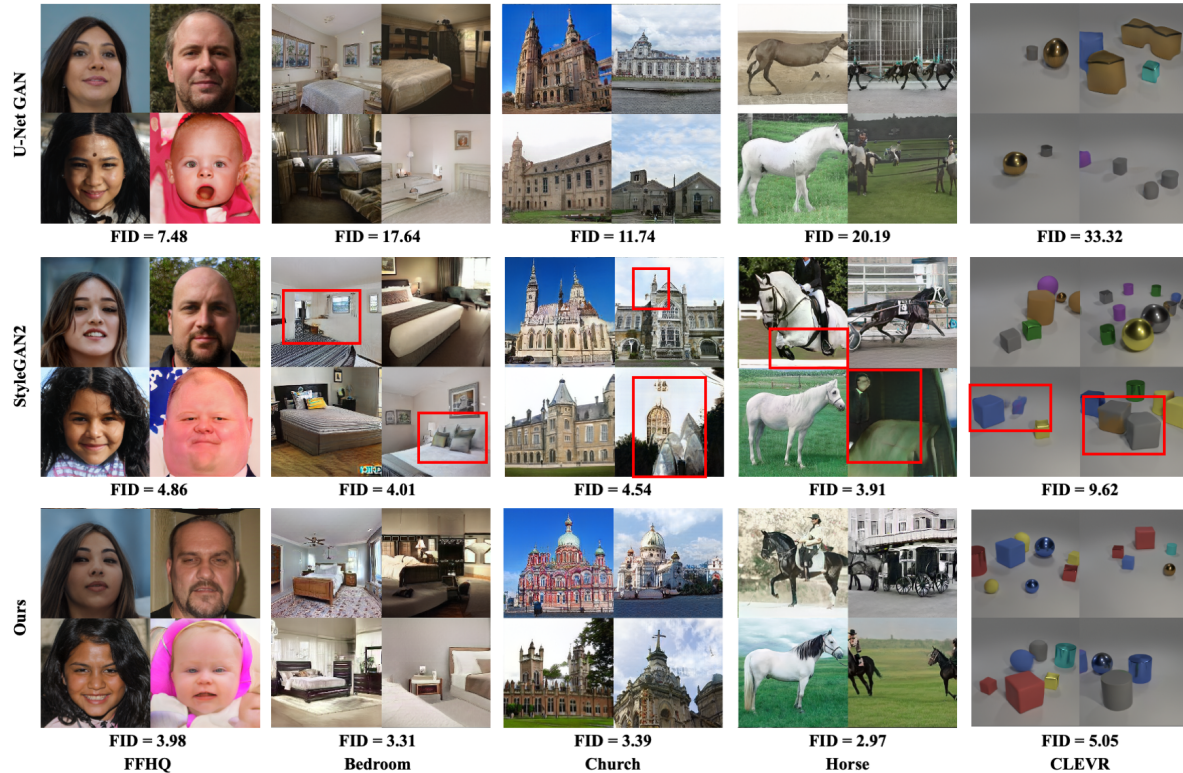 U-Net GAN
FID = 7.48 FID = 17.64 FID = 11.74 FID = 20.19 FID = 33.32
StyleGAN2
FID = 4.86 FID = 4.01 FID = 4.54 FID = 3.91 FID = 9.62
Ours
FID = 3.98 FID = 3.31 FID = 3.39 FID = 2.97 FID = 5.05
FFHQ Bedroom Church Horse CLEVR